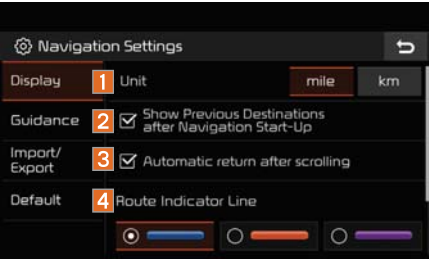 Navigation Settings
Display
1 Unit mile km
Guidance
2 Show Previous Destinations
after Navigation Start-Up
Import/
Export
3 Automatic return after scrolling
Default
4 Route Indicator Line